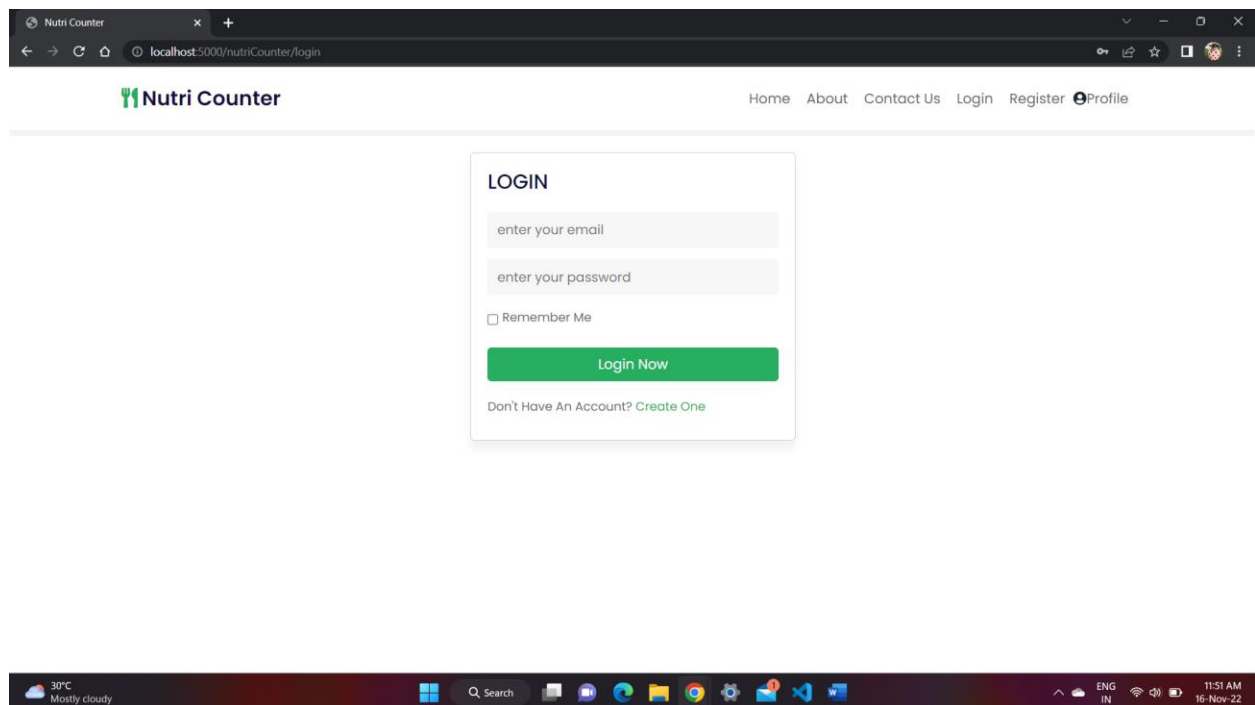 Nutri Counter
localhost:5000/nutriCounter/login
Nutri Counter
Home About Contact Us Login Register Profile
LOGIN
enter your email
enter your password
Remember Me
Login Now
Don't Have An Account? Create One
30°C
Mostly cloudy
Search
1
W
ENG
IN
11:51 AM
16-Nov-22